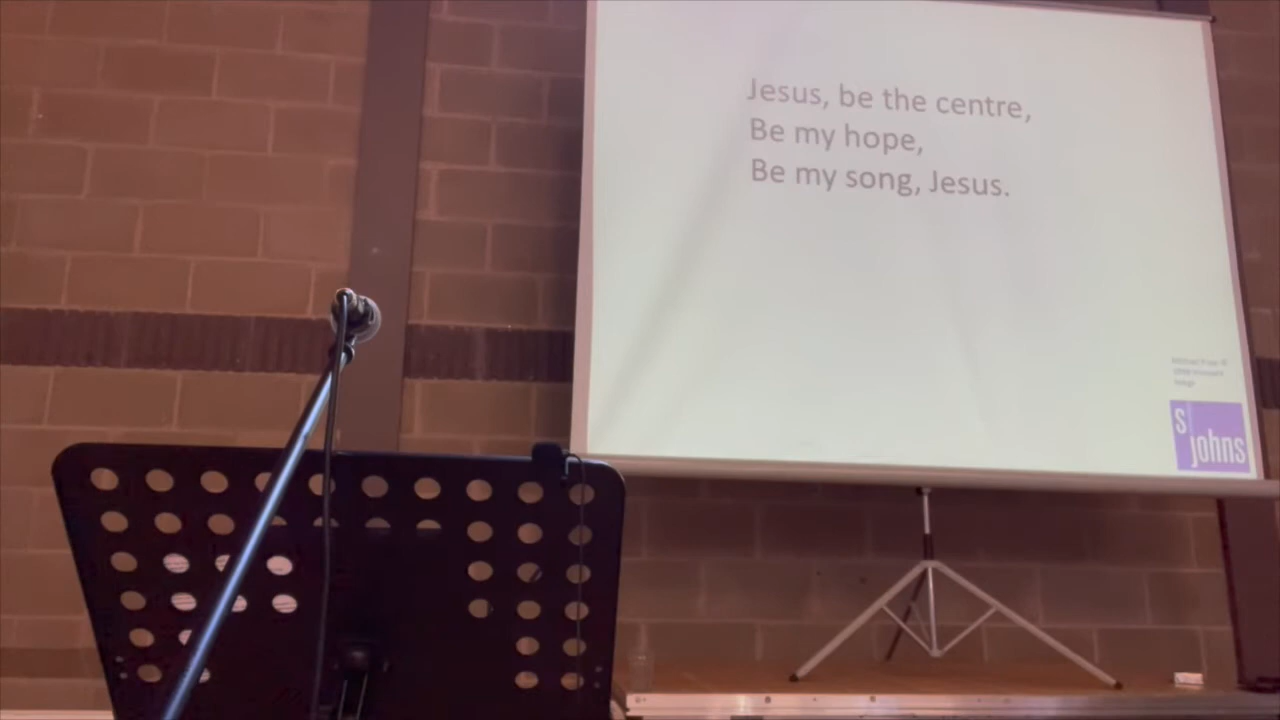 Jesus, be the centre,
Be my hope,
Be my song, Jesus.
s
johns